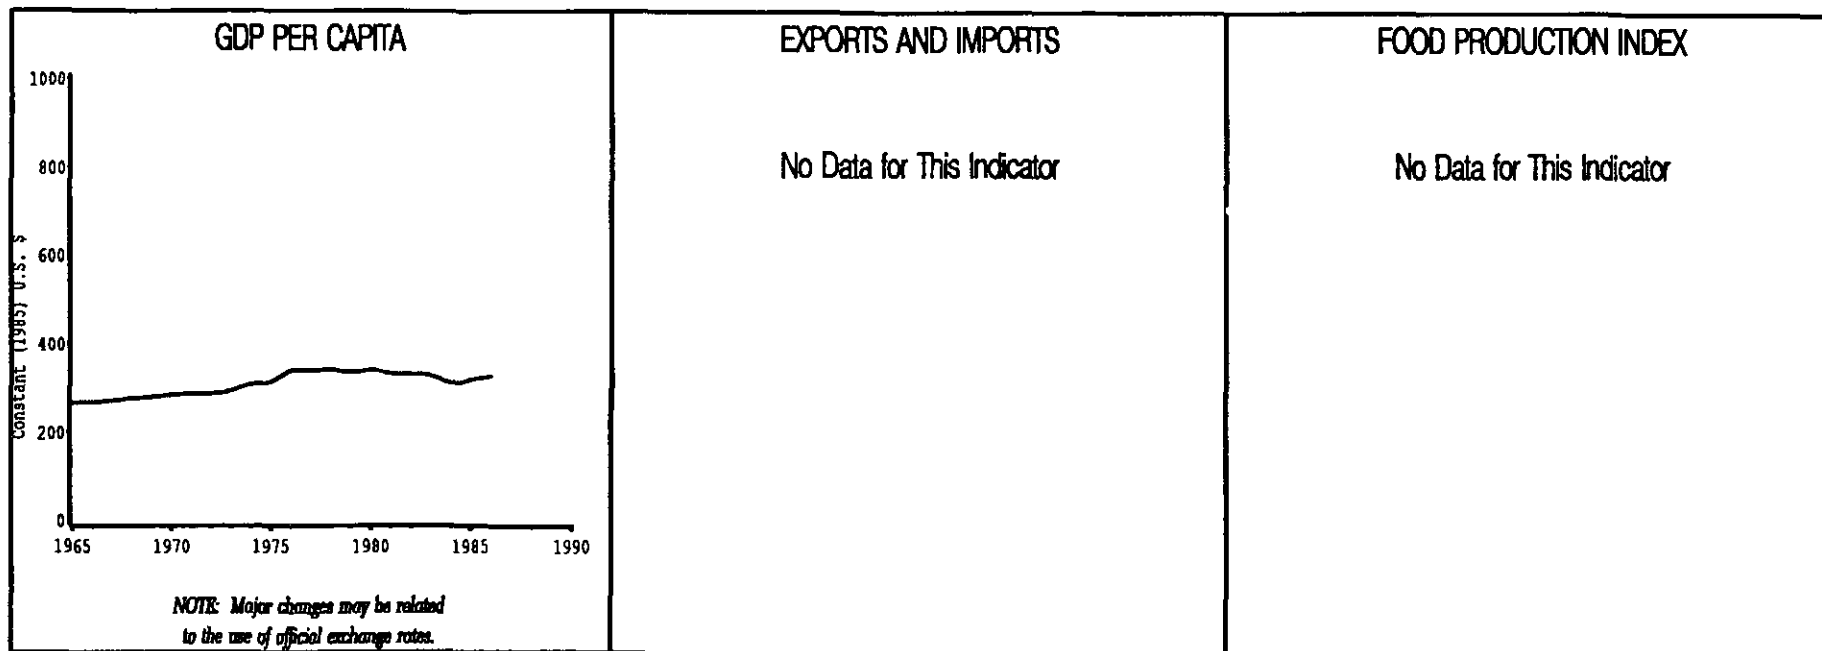 GDP PER CAPITA
1000
800
600
400
200
0
Constant (1985) U.S. $
1965 1970 1975 1980 1985 1990
NOTE: Major changes may be related
to the use of official exchange rates.
EXPORTS AND IMPORTS
No Data for This Indicator
FOOD PRODUCTION INDEX
No Data for This Indicator